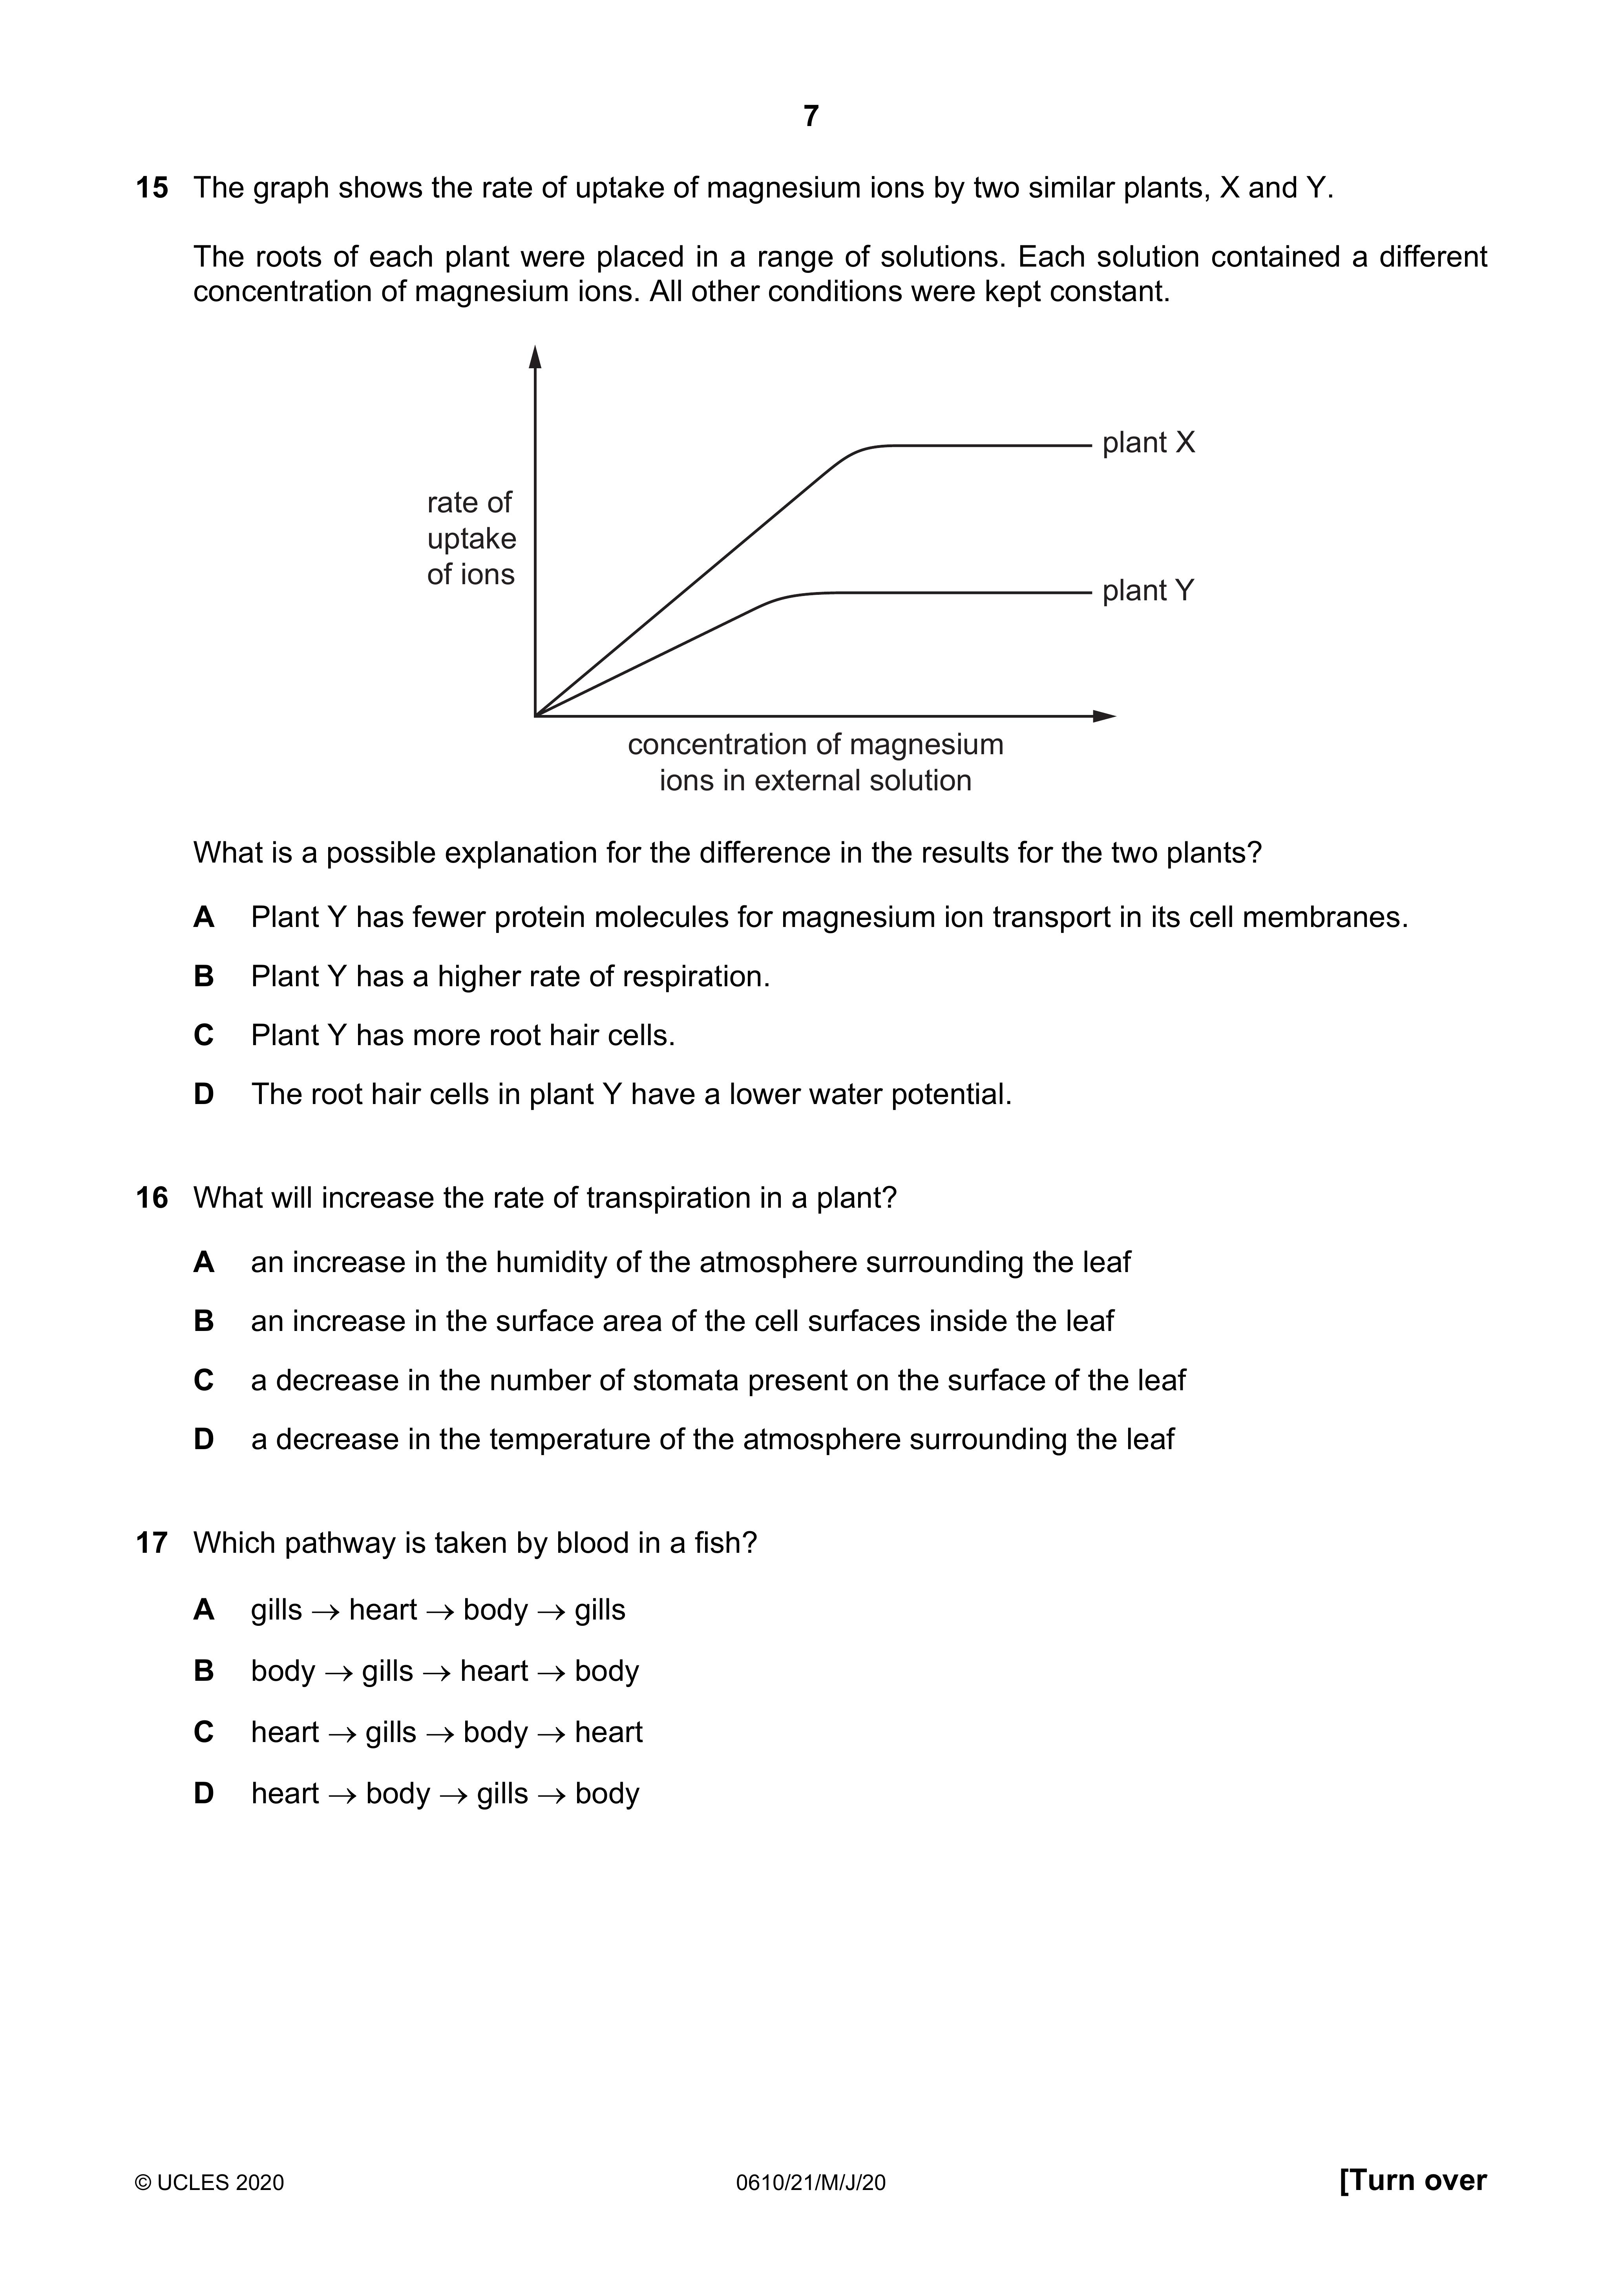 7
15 The graph shows the rate of uptake of magnesium ions by two similar plants, X and Y.
The roots of each plant were placed in a range of solutions. Each solution contained a different
concentration of magnesium ions. All other conditions were kept constant.
rate of
uptake
of ions
plant X
plant Y
concentration of magnesium
ions in external solution
What is a possible explanation for the difference in the results for the two plants?
A Plant Y has fewer protein molecules for magnesium ion transport in its cell membranes.
B Plant Y has a higher rate of respiration.
C Plant Y has more root hair cells.
D The root hair cells in plant Y have a lower water potential.
16 What will increase the rate of transpiration in a plant?
A an increase in the humidity of the atmosphere surrounding the leaf
B an increase in the surface area of the cell surfaces inside the leaf
C a decrease in the number of stomata present on the surface of the leaf
D a decrease in the temperature of the atmosphere surrounding the leaf
17 Which pathway is taken by blood in a fish?
A gills → heart → body → gills
B body → gills → heart → body
C heart → gills → body → heart
D heart → body → gills → body
© UCLES 2020 0610/21/M/J/20 [Turn over